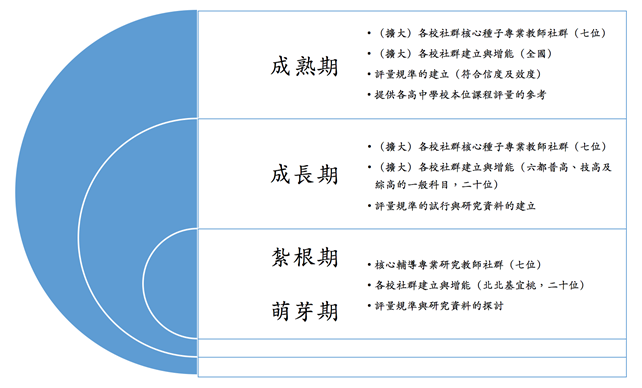 成熟期
• （擴大）各校社群核心種子專業教師社群（七位）
• （擴大）各校社群建立與增能（全國）
• 評量規準的建立（符合信度及效度）
• 提供各高中學校本位課程評量的參考
成長期
• （擴大）各校社群核心種子專業教師社群（七位）
• （擴大）各校社群建立與增能（六都普高、技高及
綜高的一般科目，二十位）
• 評量規準的試行與研究資料的建立
紮根期
萌芽期
• 核心輔導專業研究教師社群（七位）
• 各校社群建立與增能（北北基宜桃，二十位）
• 評量規準與研究資料的探討